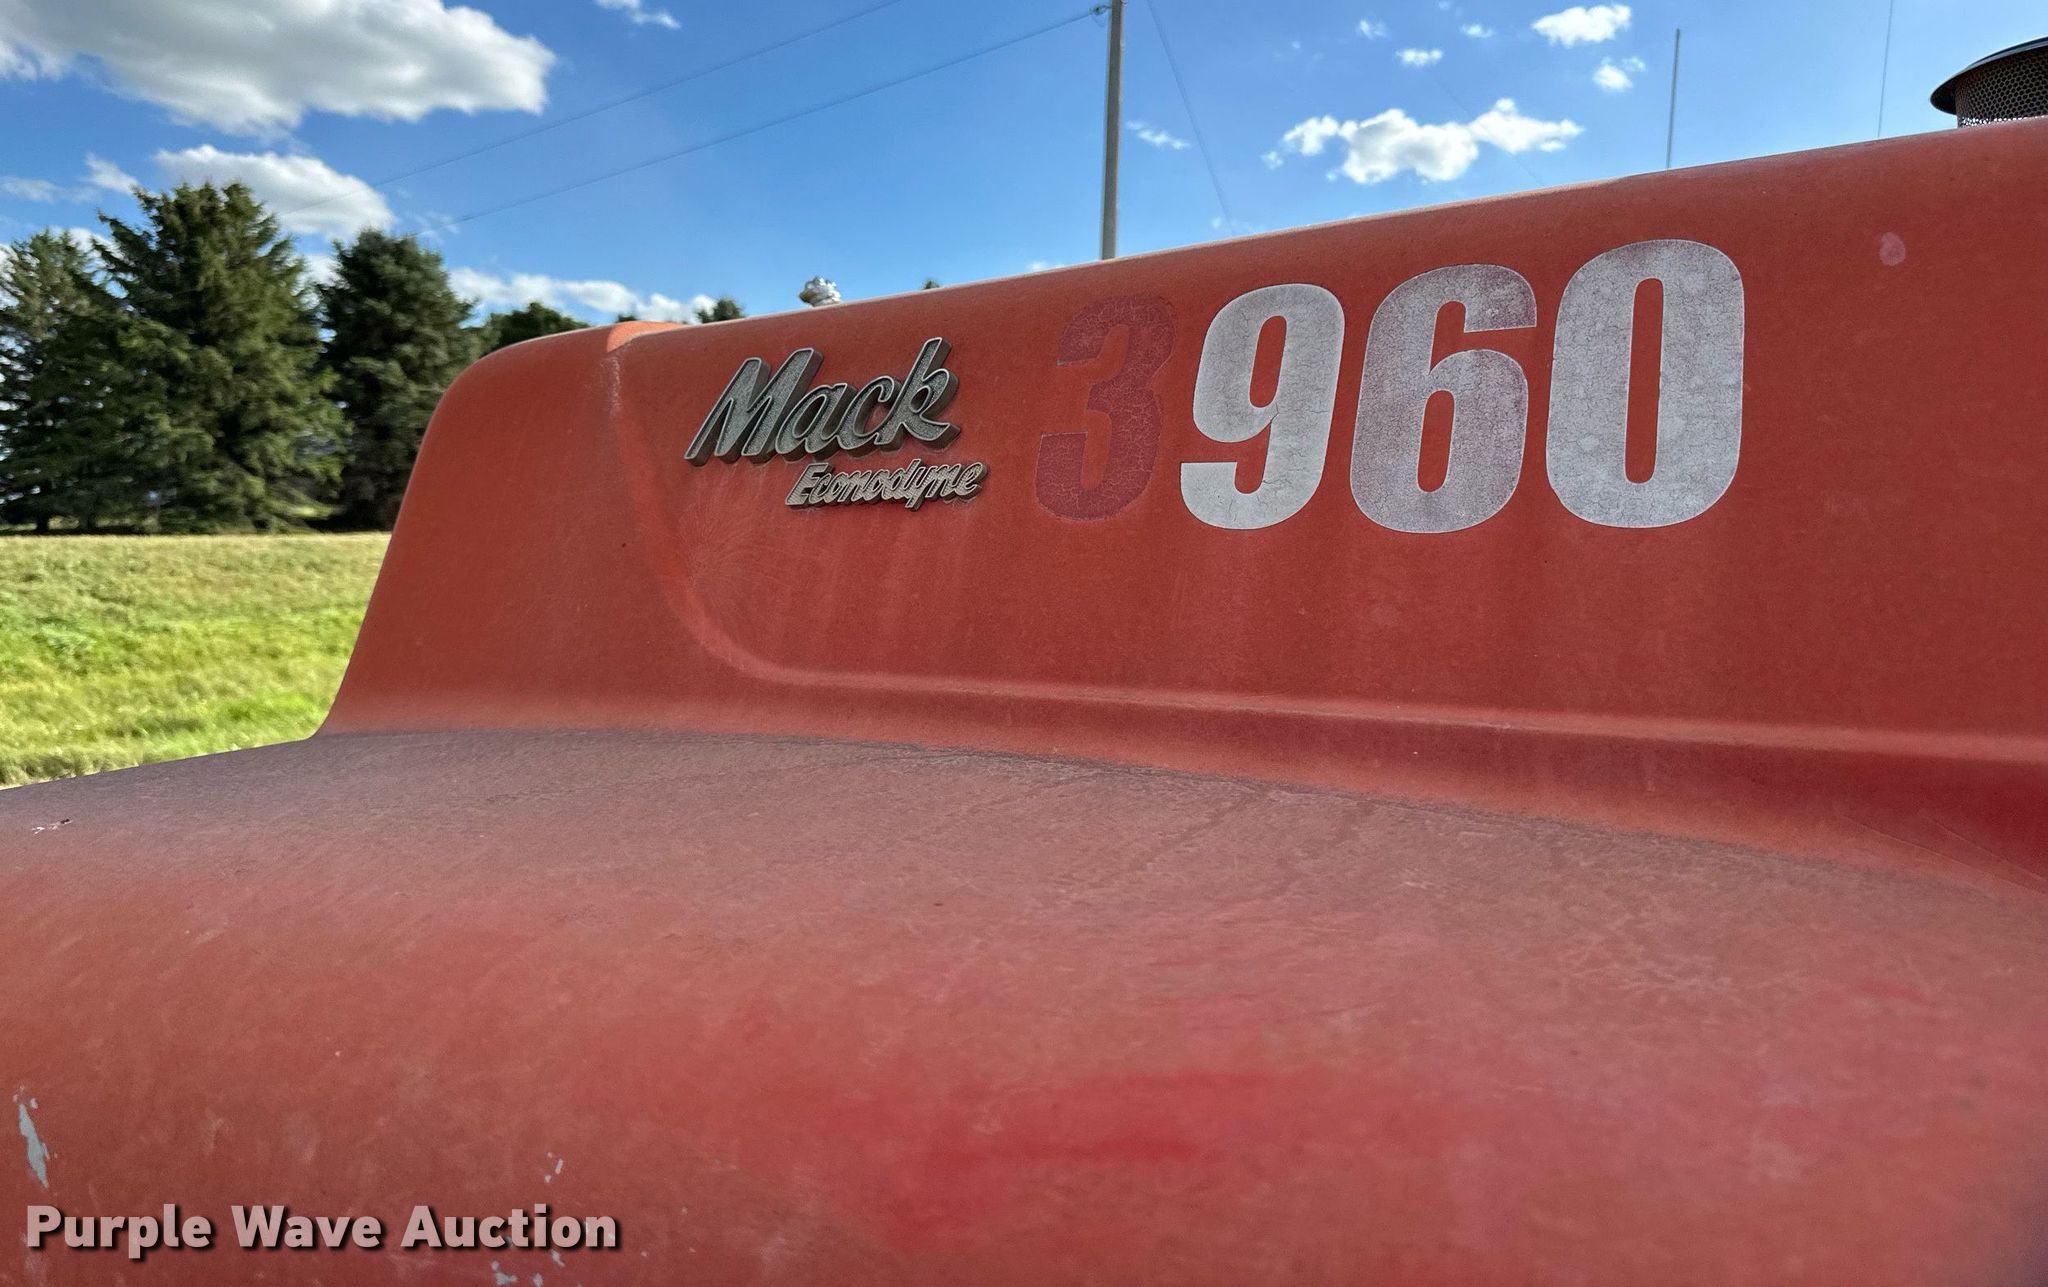 Mack 3960
Econodyne
Purple Wave Auction